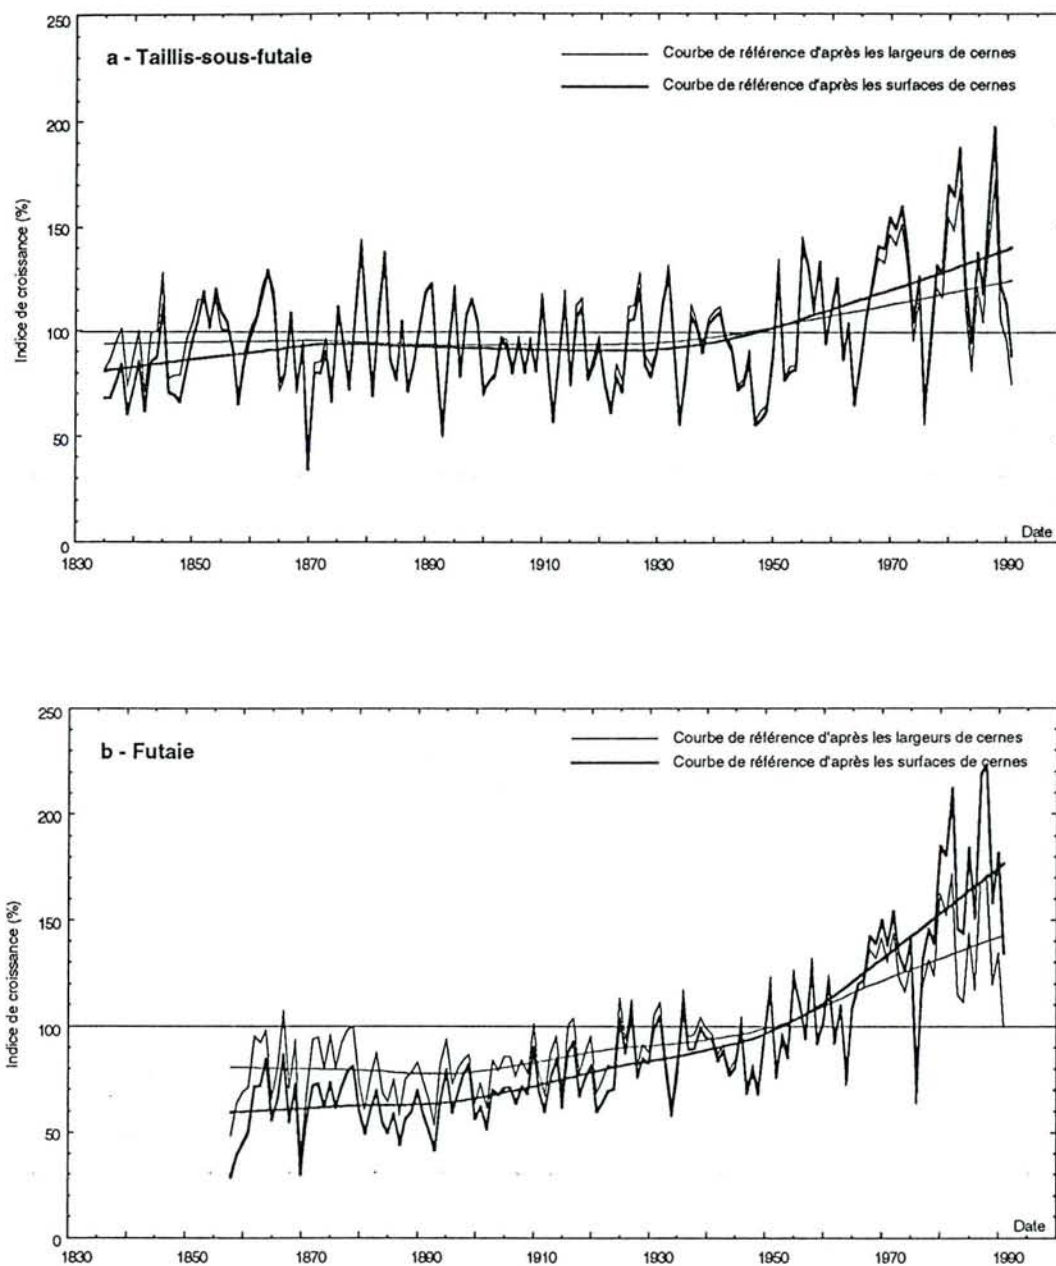 250
a - Taillis-sous-futaie
Courbe de référence d'après les largeurs de cernes
Courbe de référence d'après les surfaces de cernes
200
150
100
50
0
Indice de croissance (%)
Date
1830 1850 1870 1890 1910 1930 1950 1970 1990
250
b - Futaie
Courbe de référence d'après les largeurs de cernes
Courbe de référence d'après les surfaces de cernes
200
150
100
50
0
Indice de croissance (%)
Date
1830 1850 1870 1890 1910 1930 1950 1970 1990